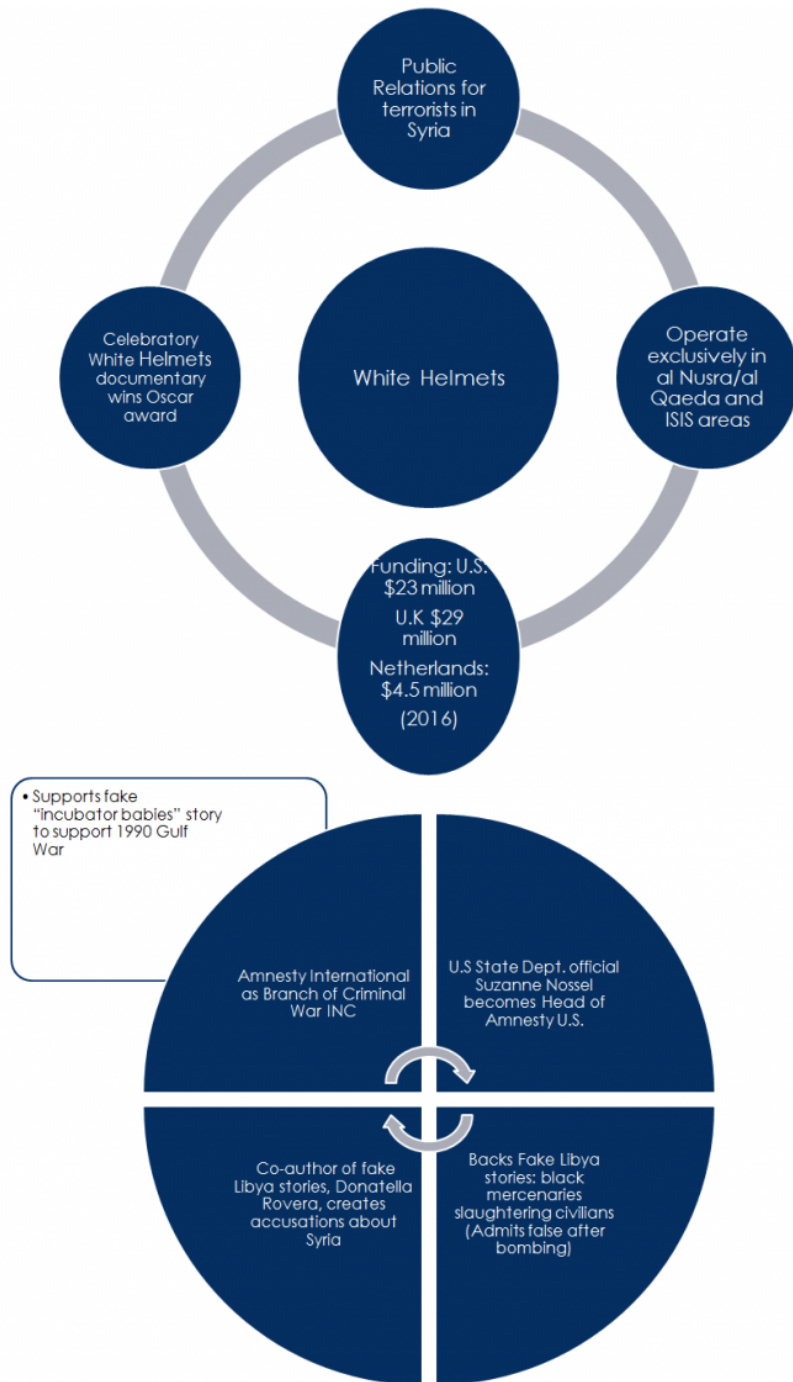 Public
Relations for
terrorists in
Syria
Celebratory
White Helmets
documentary
wins Oscar
award
White Helmets
Operate
exclusively in
al Nusra/al
Qaeda and
ISIS areas
Funding: U.S:
$23 million
U.K $29
million
Netherlands:
$4.5 million
(2016)
• Supports fake
“incubator babies” story
to support 1990 Gulf
War
Amnesty International
as Branch of Criminal
War INC
U.S State Dept. official
Suzanne Nossel
becomes Head of
Amnesty U.S.
Co-author of fake
Libya stories, Donatella
Rovera, creates
accusations about
Syria
Backs Fake Libya
stories: black
mercenaries
slaughtering civilians
(Admits false after
bombing)